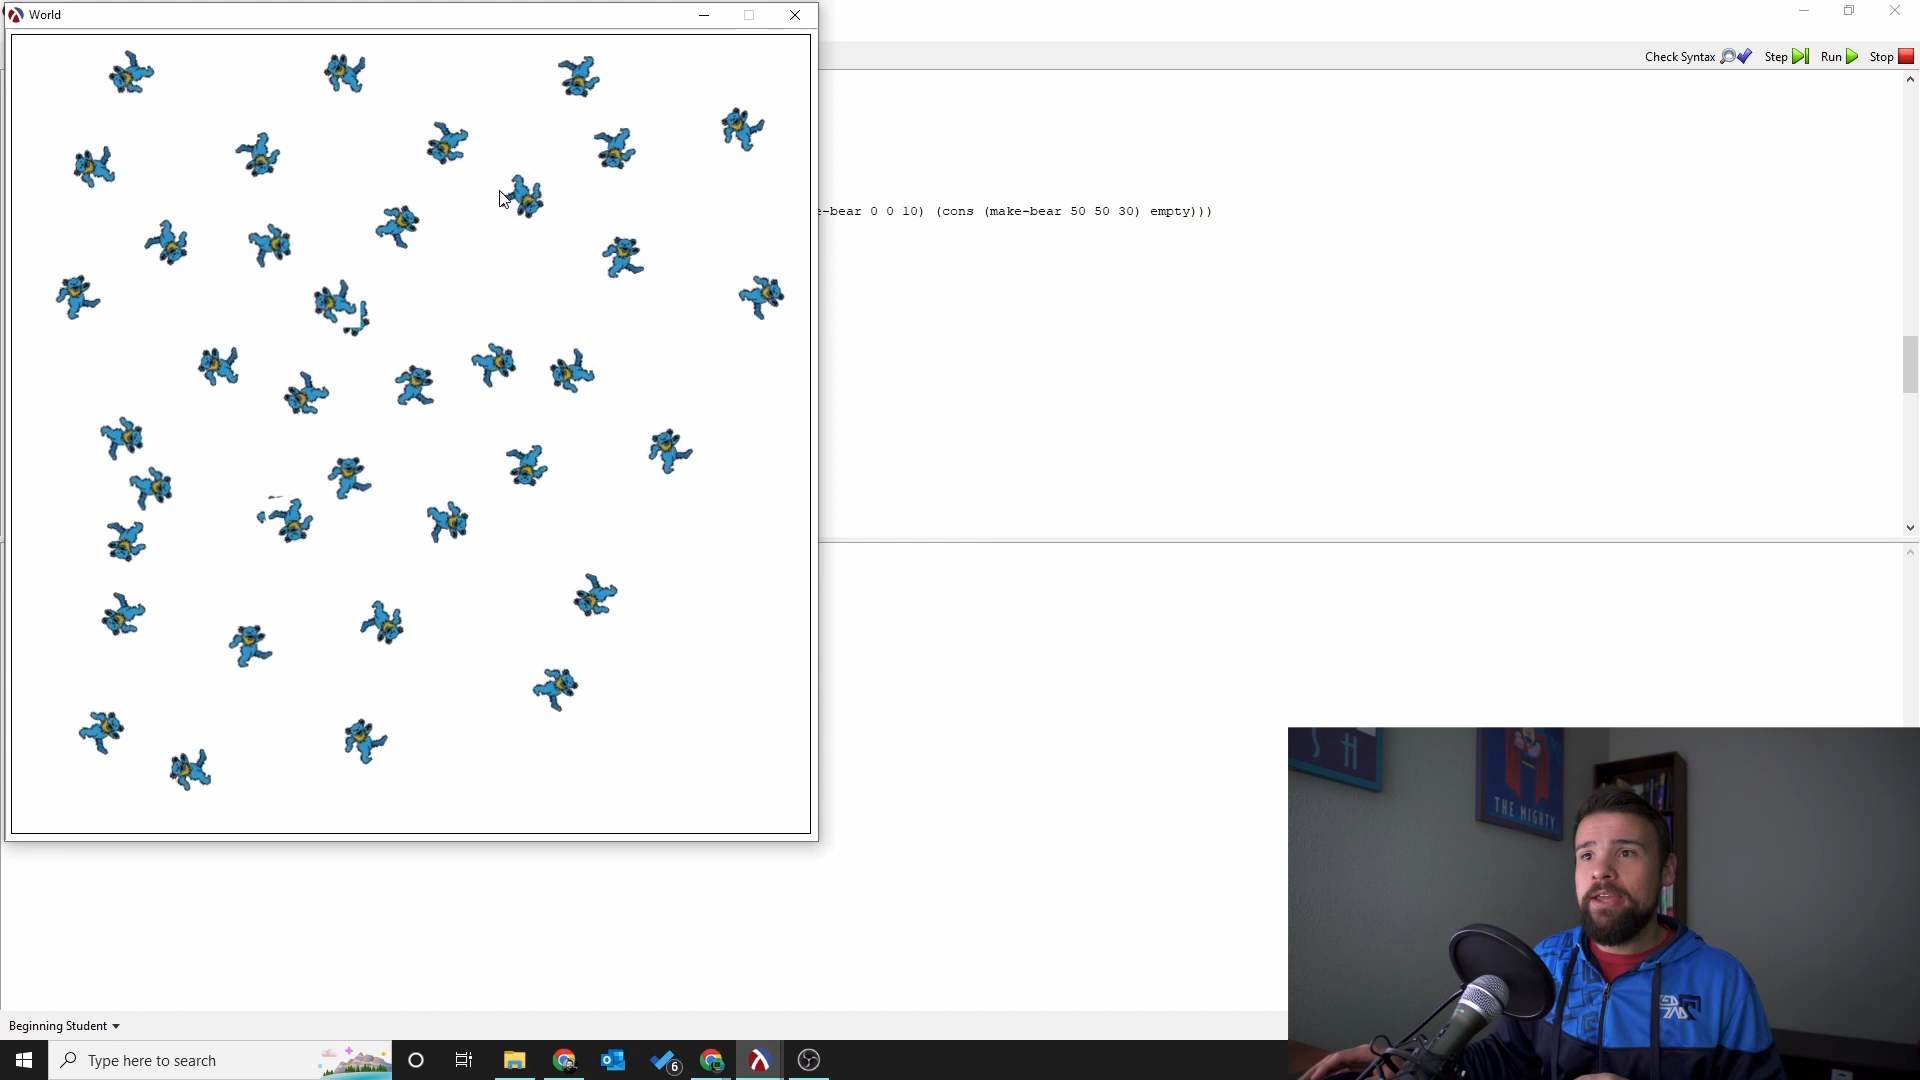 World
Check Syntax
Step
Run
Stop
-bear 0 0 10) (cons (make-bear 50 50 30) empty)))
S H
THE MIGHTY
Beginning Student
Type here to search
6